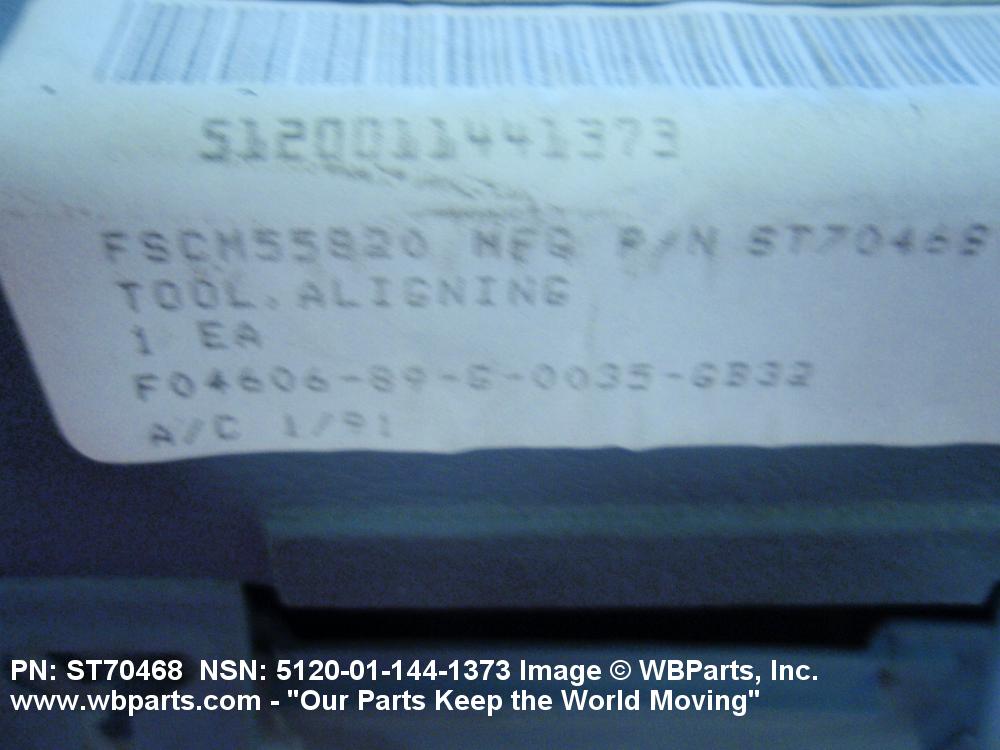 5120011441373
FSCM55820 MFG P/N ST70468
TOOL, ALIGNING
1 EA
F04606-89-G-0035-GB32
A/C 1/91
PN: ST70468 NSN: 5120-01-144-1373 Image © WBParts, Inc.
www.wbparts.com - "Our Parts Keep the World Moving"